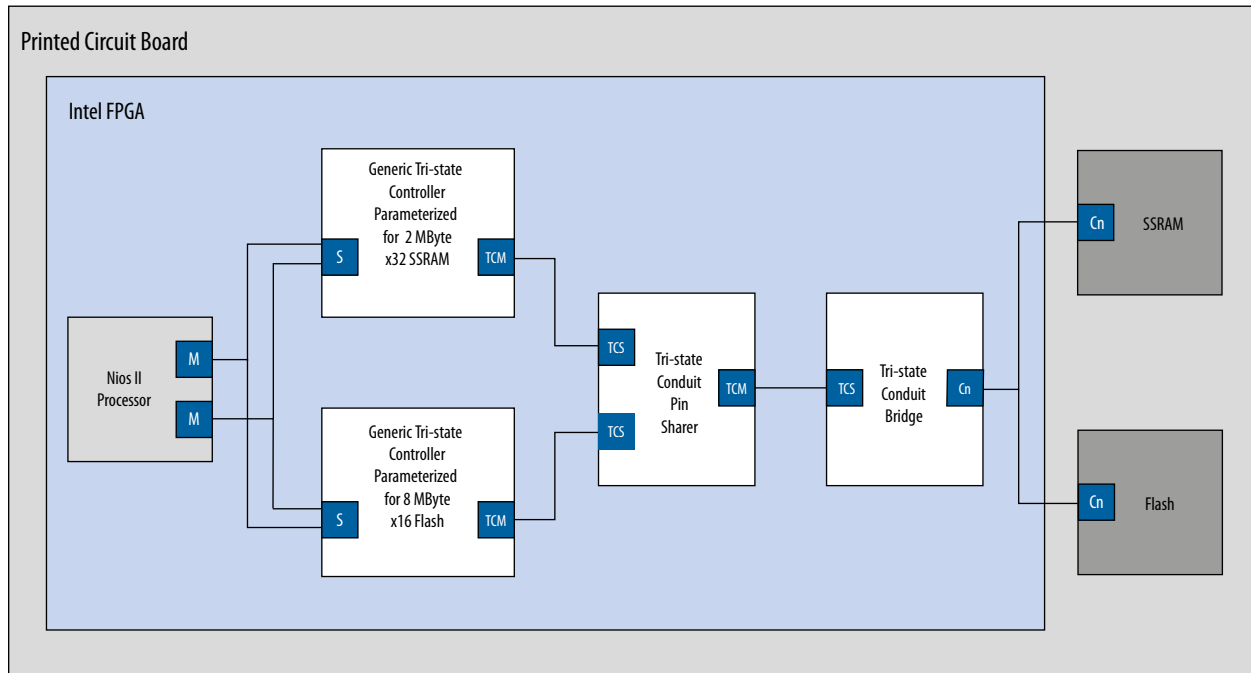 Printed Circuit Board
Intel FPGA
Generic Tri-state
Controller
Parameterized
for 2 MByte
x32 SSRAM
S
TCM
Cn
SSRAM
Nios II
Processor
M
M
TCS
TCS
Tri-state
Conduit
Pin
Sharer
TCM
TCS
Tri-state
Conduit
Bridge
Cn
Generic Tri-state
Controller
Parameterized
for 8 MByte
x16 Flash
S
TCM
Cn
Flash